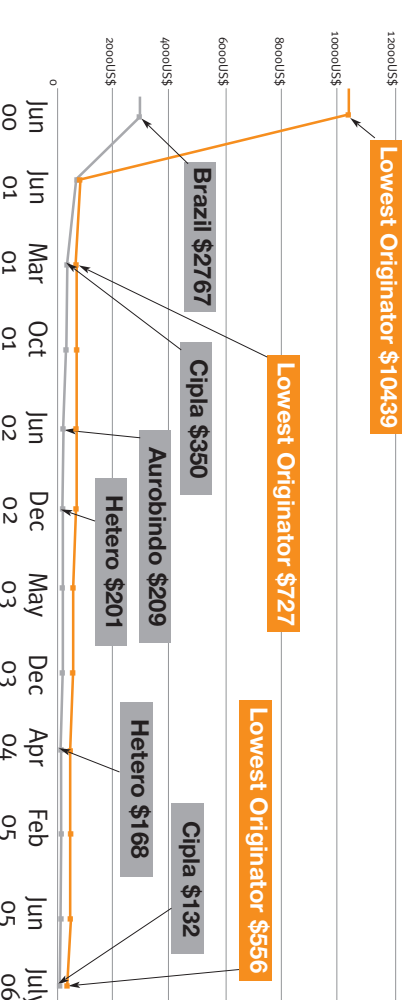 12000US$
10000US$
8000US$
6000US$
4000US$
2000US$
0
Lowest Originator $10439
Brazil $2767
Lowest Originator $727
Cipla $350
Aurobindo $209
Hetero $201
Lowest Originator $556
Cipla $132
Hetero $168
Jun 00
Jun 01
Mar 01
Oct 01
Jun 02
Dec 02
May 03
Dec 03
Apr 04
Feb 05
Jun 05
July 06